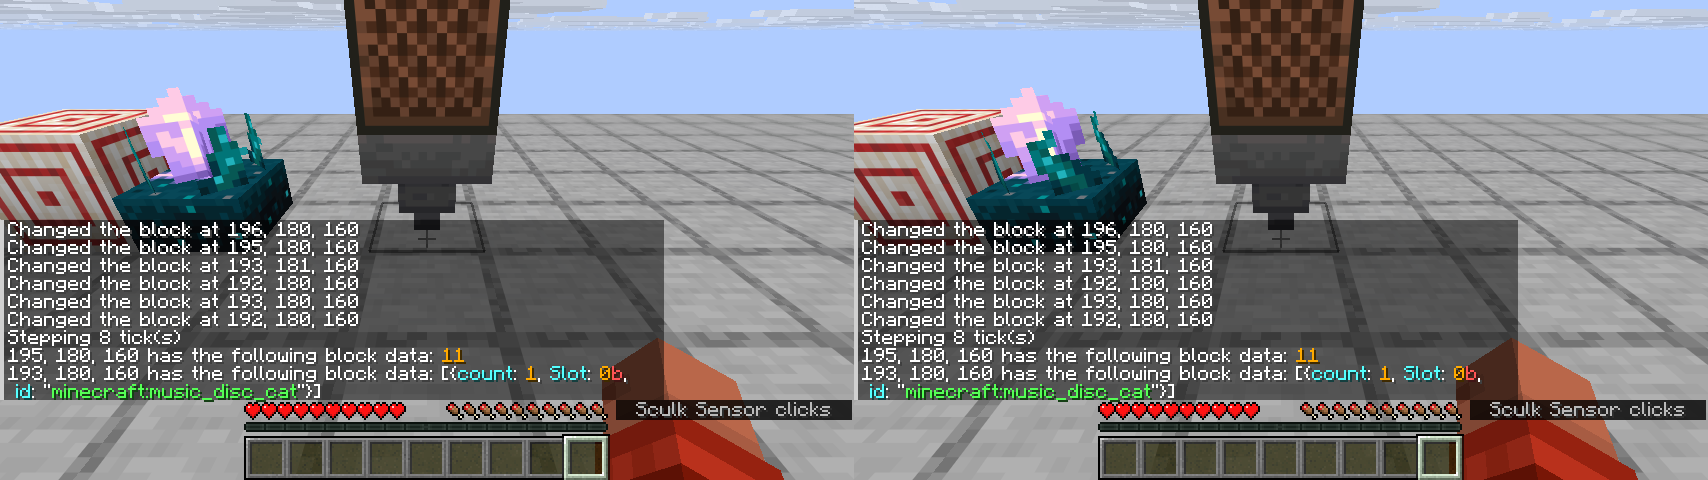 Changed the block at 196, 180, 160
Changed the block at 195, 180, 160
Changed the block at 193, 181, 160
Changed the block at 192, 180, 160
Changed the block at 193, 180, 160
Changed the block at 192, 180, 160
Stepping 8 tick(s)
195, 180, 160 has the following block data: 11
193, 180, 160 has the following block data: [{count: 1, Slot: 0b,
id: "minecraft:music_disc_cat"}]
Sculk Sensor clicks
Changed the block at 196, 180, 160
Changed the block at 195, 180, 160
Changed the block at 193, 181, 160
Changed the block at 192, 180, 160
Changed the block at 193, 180, 160
Changed the block at 192, 180, 160
Stepping 8 tick(s)
195, 180, 160 has the following block data: 11
193, 180, 160 has the following block data: [{count: 1, Slot: 0b,
id: "minecraft:music_disc_cat"}]
Sculk Sensor clicks